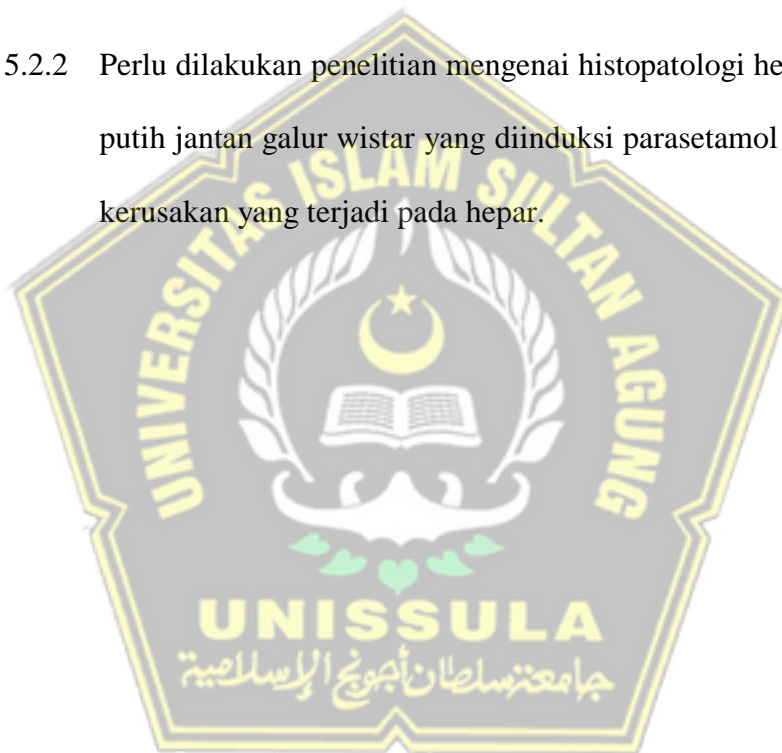 5.2.2 Perlu dilakukan penelitian mengenai histopatologi he
putih jantan galur wistar yang diinduksi parasetamol
kerusakan yang terjadi pada hepar.
UNIVERSITAS ISLAM SULTAN AGUNG
UNISSULA
جامعة سلطان أجونج الإسلامية